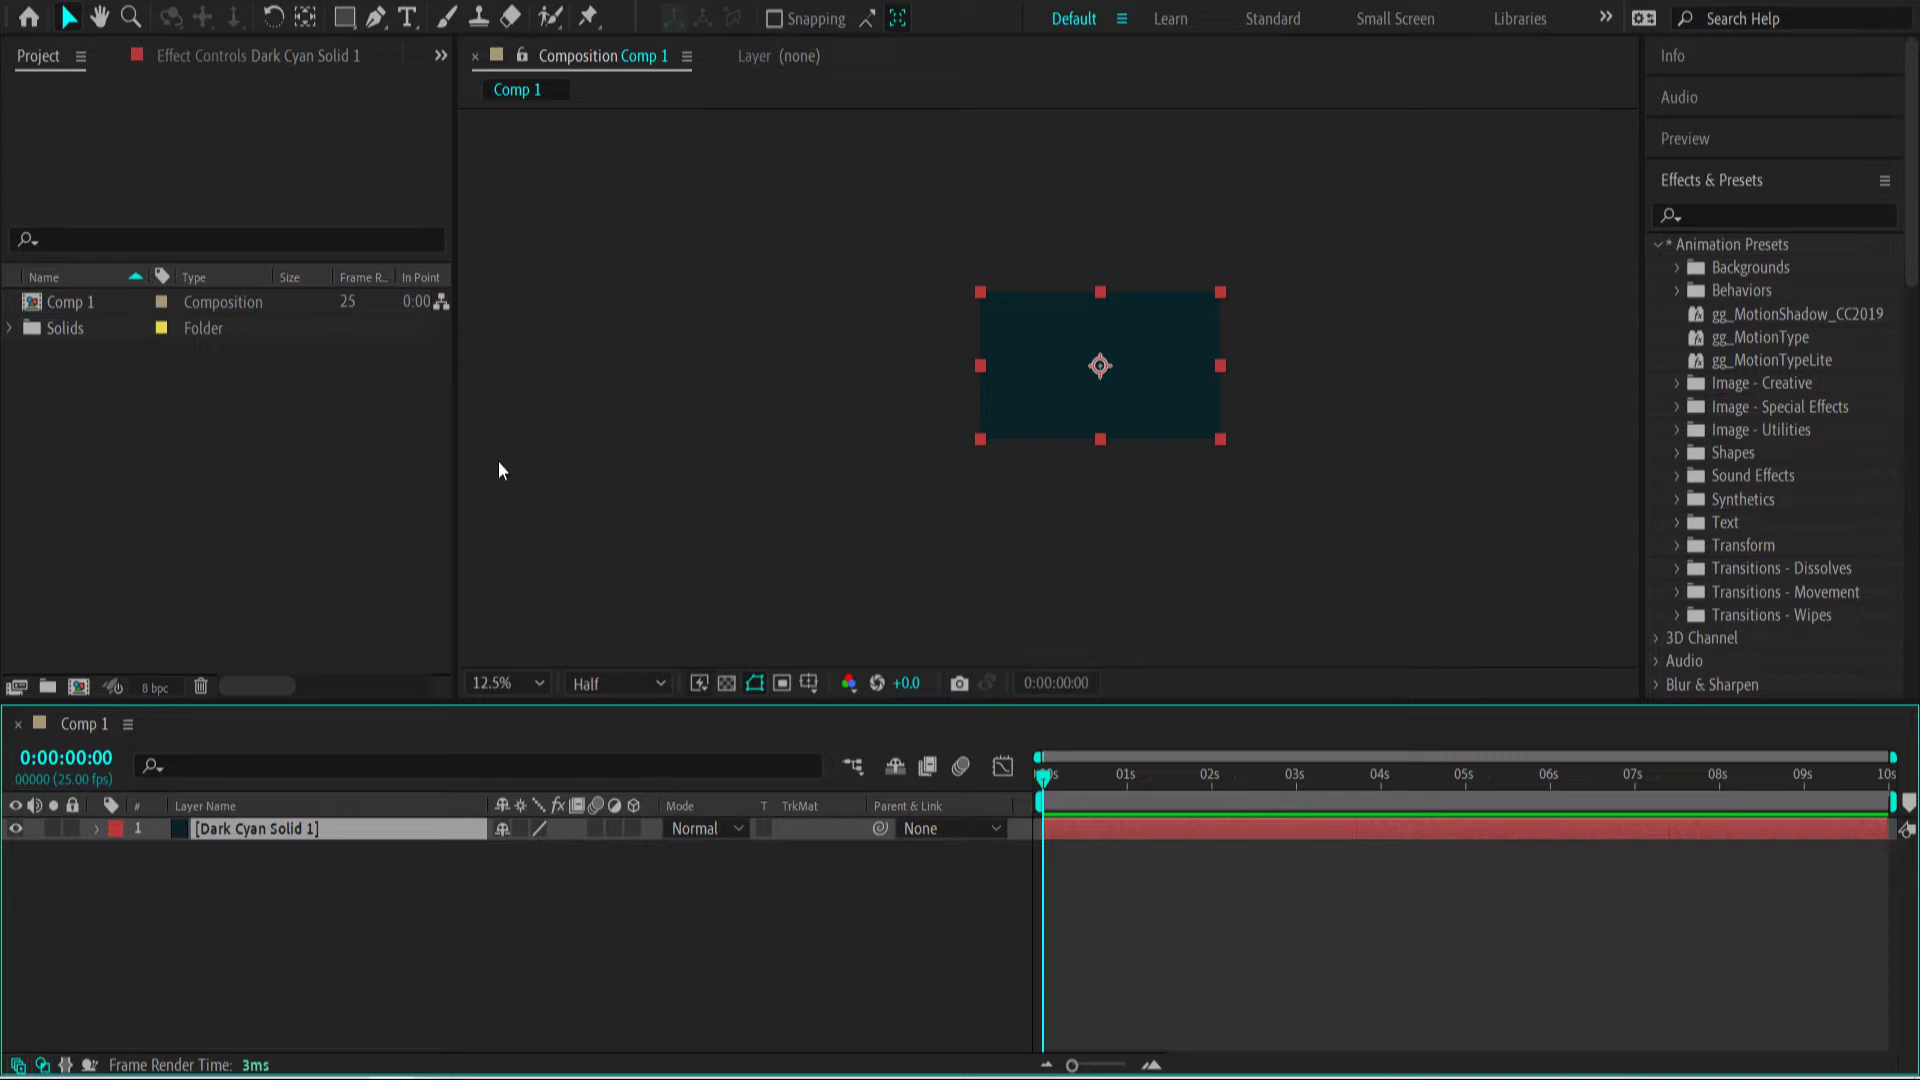 Snapping
Default
Learn
Standard
Small Screen
Libraries
Search Help
Project
Effect Controls Dark Cyan Solid 1
Composition Comp 1
Layer (none)
Comp 1
Info
Audio
Preview
Effects & Presets
Name
Type
Size
Frame R...
In Point
Comp 1
Composition
25
0:00
Solids
Folder
* Animation Presets
Backgrounds
Behaviors
gg_MotionShadow_CC2019
gg_MotionType
gg_MotionTypeLite
Image - Creative
Image - Special Effects
Image - Utilities
Shapes
Sound Effects
Synthetics
Text
Transform
Transitions - Dissolves
Transitions - Movement
Transitions - Wipes
3D Channel
Audio
Blur & Sharpen
8 bpc
12.5%
Half
+0.0
0:00:00:00
Comp 1
0:00:00:00
00000 (25.00 fps)
01s 02s 03s 04s 05s 06s 07s 08s 09s 10s
# Layer Name
fx
Mode
T
TrkMat
Parent & Link
1 [Dark Cyan Solid 1]
Normal
None
Frame Render Time: 3ms